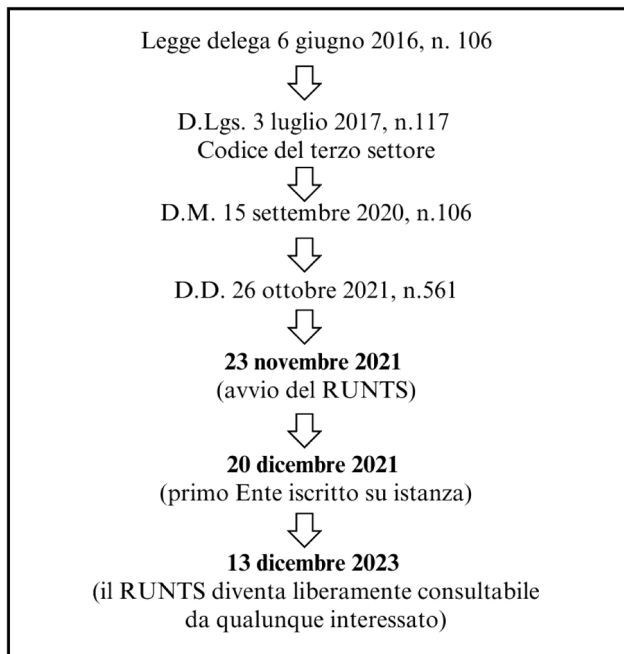 Legge delega 6 giugno 2016, n. 106
D.Lgs. 3 luglio 2017, n.117
Codice del terzo settore
D.M. 15 settembre 2020, n.106
D.D. 26 ottobre 2021, n.561
23 novembre 2021
(avvio del RUNTS)
20 dicembre 2021
(primo Ente iscritto su istanza)
13 dicembre 2023
(il RUNTS diventa liberamente consultabile
da qualunque interessato)